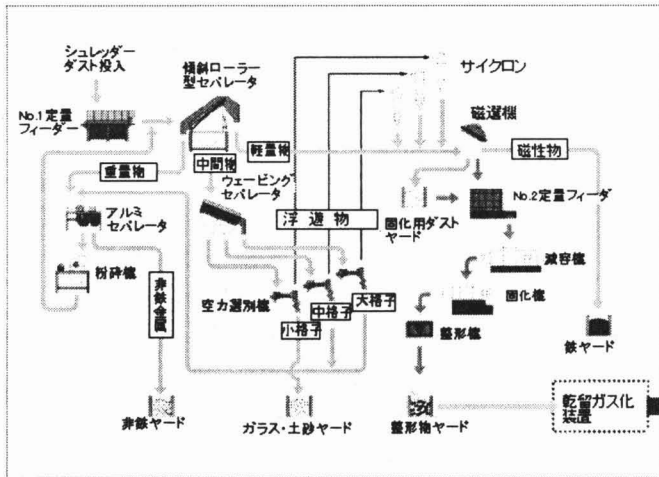 シュレッダー
ダスト投入
No.1定量
フィーダー
傾斜ローラー
型セパレータ
サイクロン
磁選機
軽量物
磁性物
重量物
中間物
ウェービング
セパレータ
浮遊物
固化用ダスト
ヤード
No.2定量フィーダ
アルミ
セパレータ
減容機
粉砕機
非鉄金属
空力選別機
大格子
中格子
小格子
固化機
整形機
鉄ヤード
非鉄ヤード
ガラス・土砂ヤード
整形物ヤード
乾留ガス化
装置